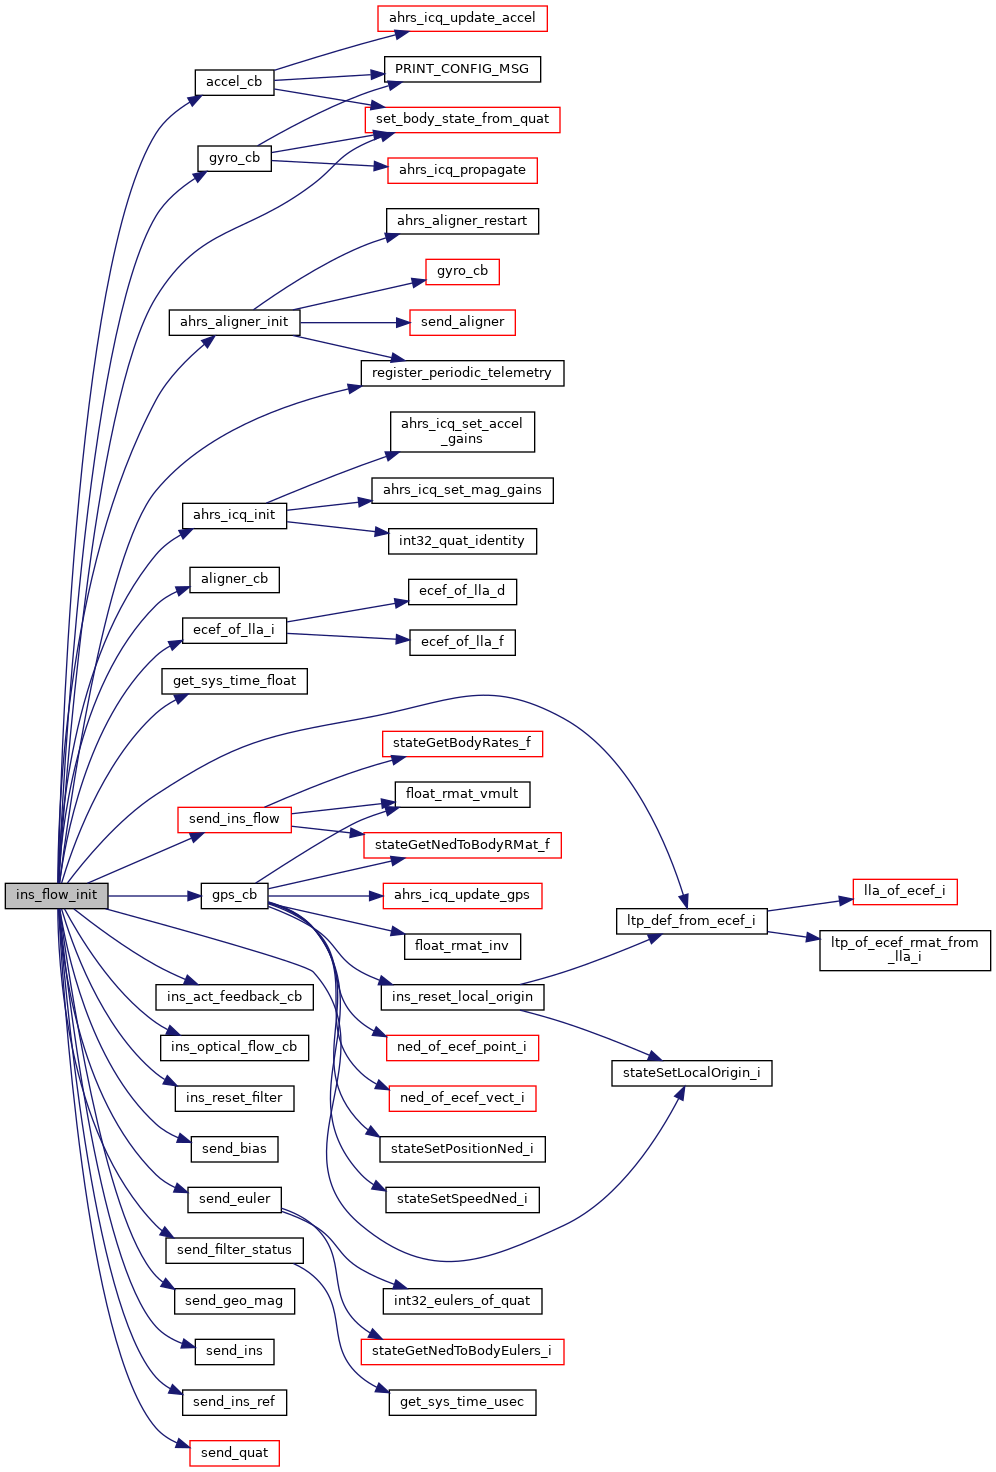 ahrs_icq_update_accel
PRINT_CONFIG_MSG
accel_cb
set_body_state_from_quat
gyro_cb
ahrs_icq_propagate
ahrs_aligner_restart
gyro_cb
ahrs_aligner_init
send_aligner
register_periodic_telemetry
ahrs_icq_set_accel
_gains
ahrs_icq_set_mag_gains
ahrs_icq_init
int32_quat_identity
aligner_cb
ecef_of_lla_d
ecef_of_lla_i
ecef_of_lla_f
get_sys_time_float
stateGetBodyRates_f
float_rmat_vmult
send_ins_flow
stateGetNedToBodyRMat_f
ins_flow_init
gps_cb
ahrs_icq_update_gps
lla_of_ecef_i
ltp_def_from_ecef_i
float_rmat_inv
ltp_of_ecef_rmat_from
_lla_i
ins_act_feedback_cb
ins_reset_local_origin
ins_optical_flow_cb
ned_of_ecef_point_i
stateSetLocalOrigin_i
ins_reset_filter
ned_of_ecef_vect_i
send_bias
stateSetPositionNed_i
send_euler
stateSetSpeedNed_i
send_filter_status
send_geo_mag
int32_eulers_of_quat
send_ins
stateGetNedToBodyEulers_i
send_ins_ref
get_sys_time_usec
send_quat